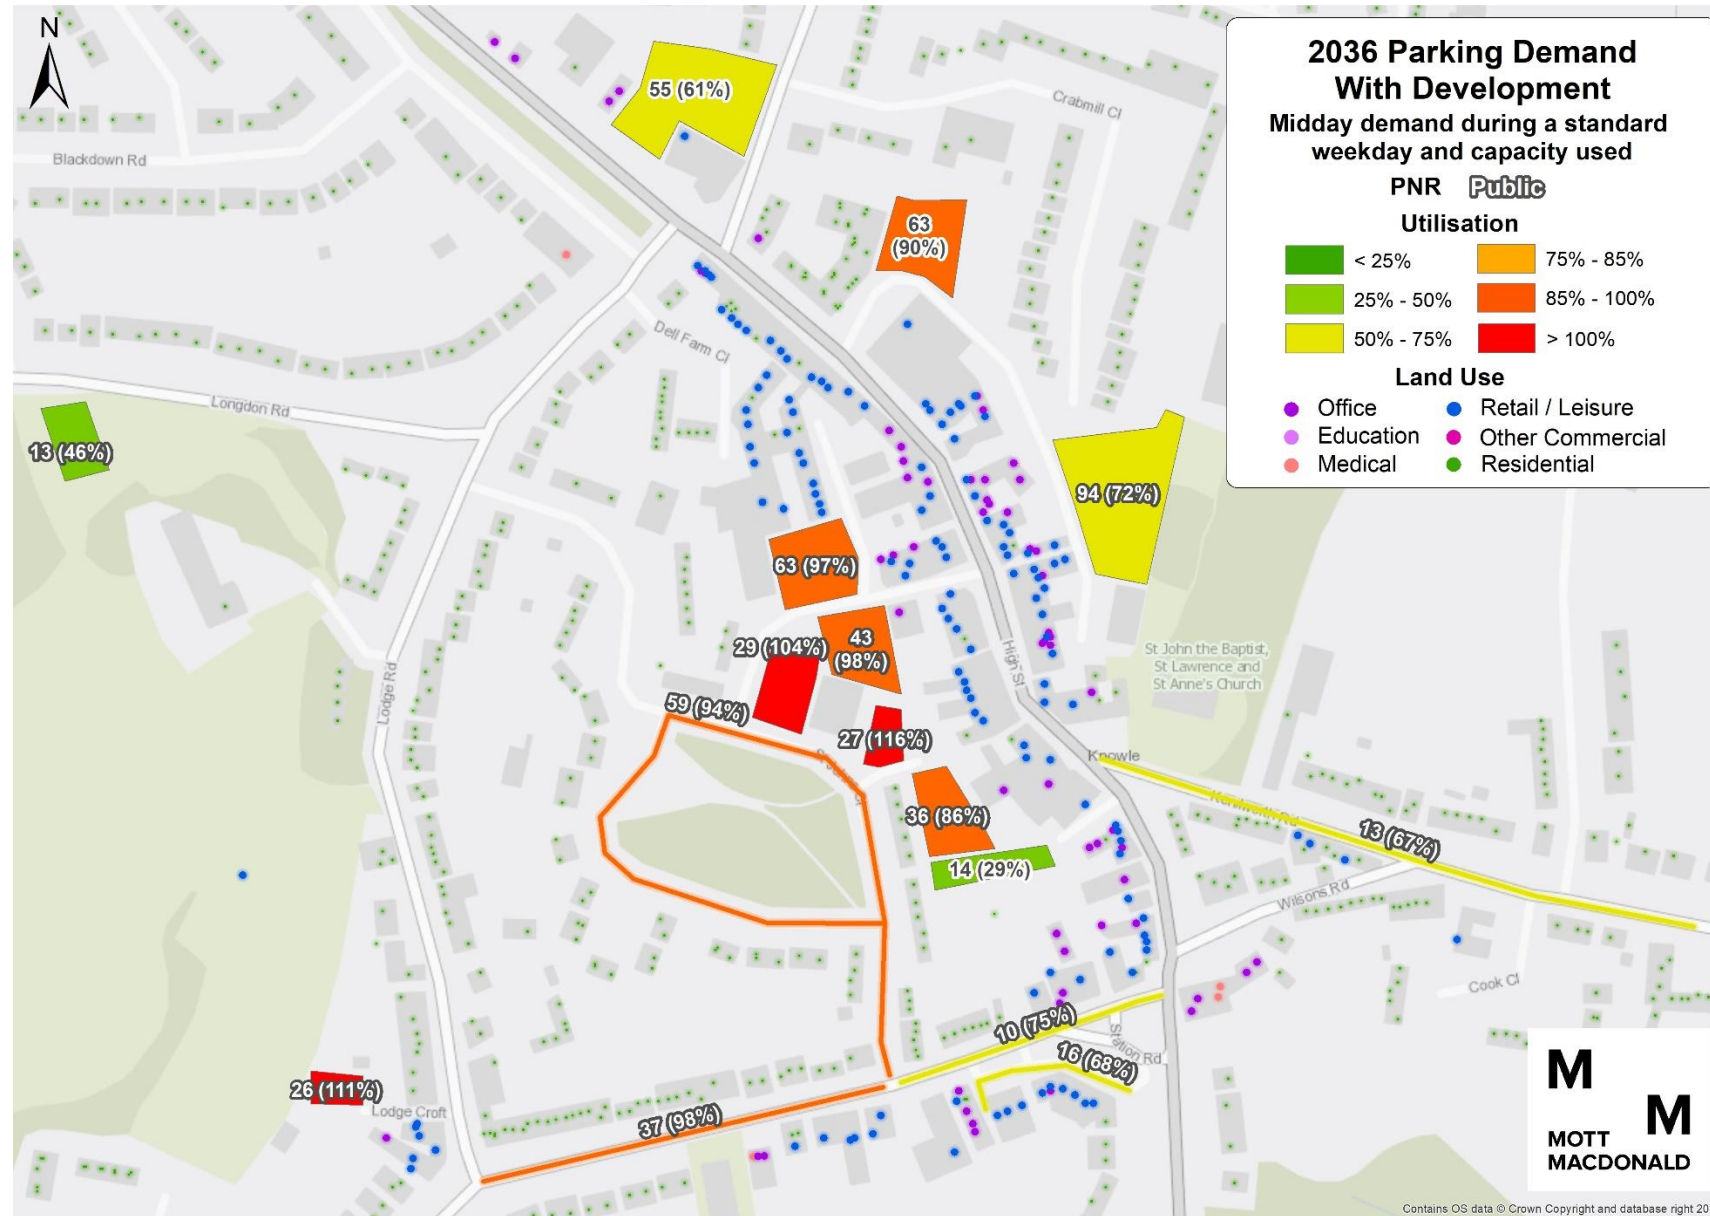 N
2036 Parking Demand
With Development
Midday demand during a standard
weekday and capacity used
PNR Public
Utilisation
< 25% 75% - 85%
25% - 50% 85% - 100%
50% - 75% > 100%
Land Use
Office Retail / Leisure
Education Other Commercial
Medical Residential
55 (61%)
Crabmill Cl
Blackdown Rd
63
(90%)
Dell Farm Cl
Longdon Rd
13 (46%)
94 (72%)
63 (97%)
43
(98%)
29 (104%)
High St
St John the Baptist,
St Lawrence and
St Anne's Church
Lodge Rd
59 (94%)
27 (116%)
Knowle
36 (86%)
Kenilworth Rd
13 (67%)
14 (29%)
Wilsons Rd
Cook Cl
10 (75%)
Station Rd
16 (68%)
26 (111%)
Lodge Croft
37 (98%)
M
M
MOTT
MACDONALD
Contains OS data © Crown Copyright and database right 20